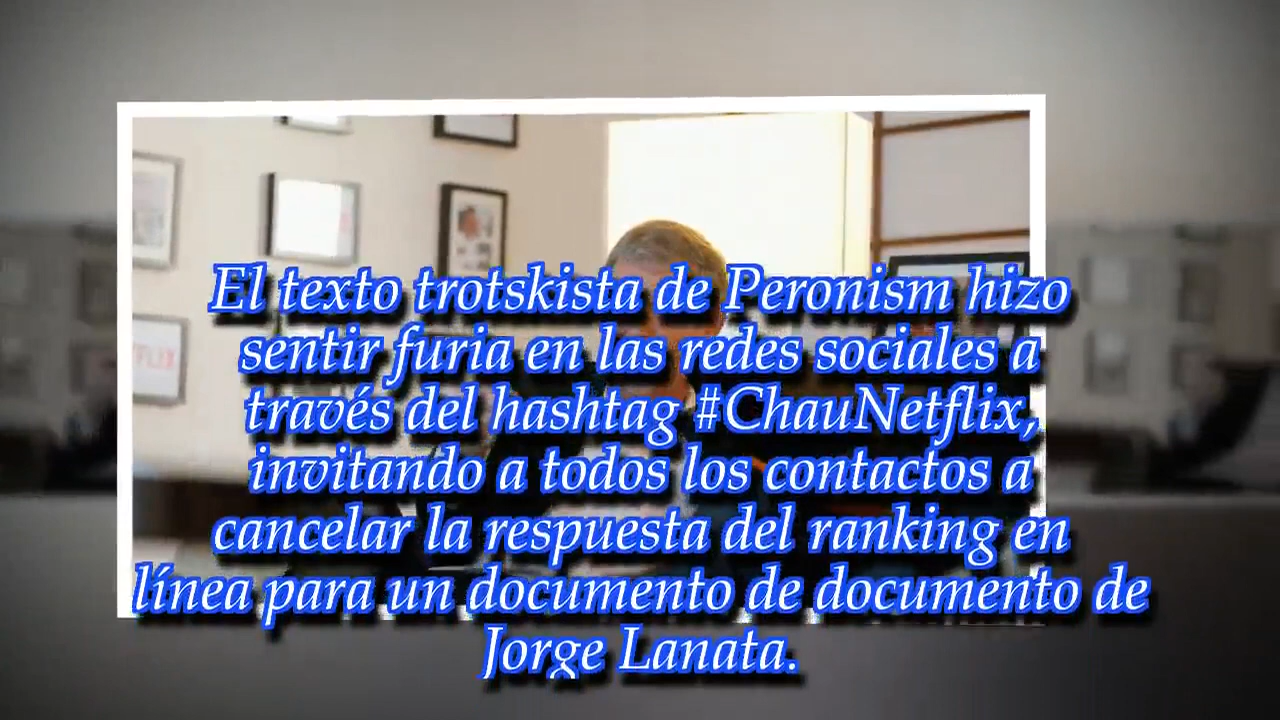 El texto trotskista de Peronism hizo
sentir furia en las redes sociales a
través del hashtag #ChauNetflix,
invitando a todos los contactos a
cancelar la respuesta del ranking en
línea para un documento de documento de
Jorge Lanata.
FLIX